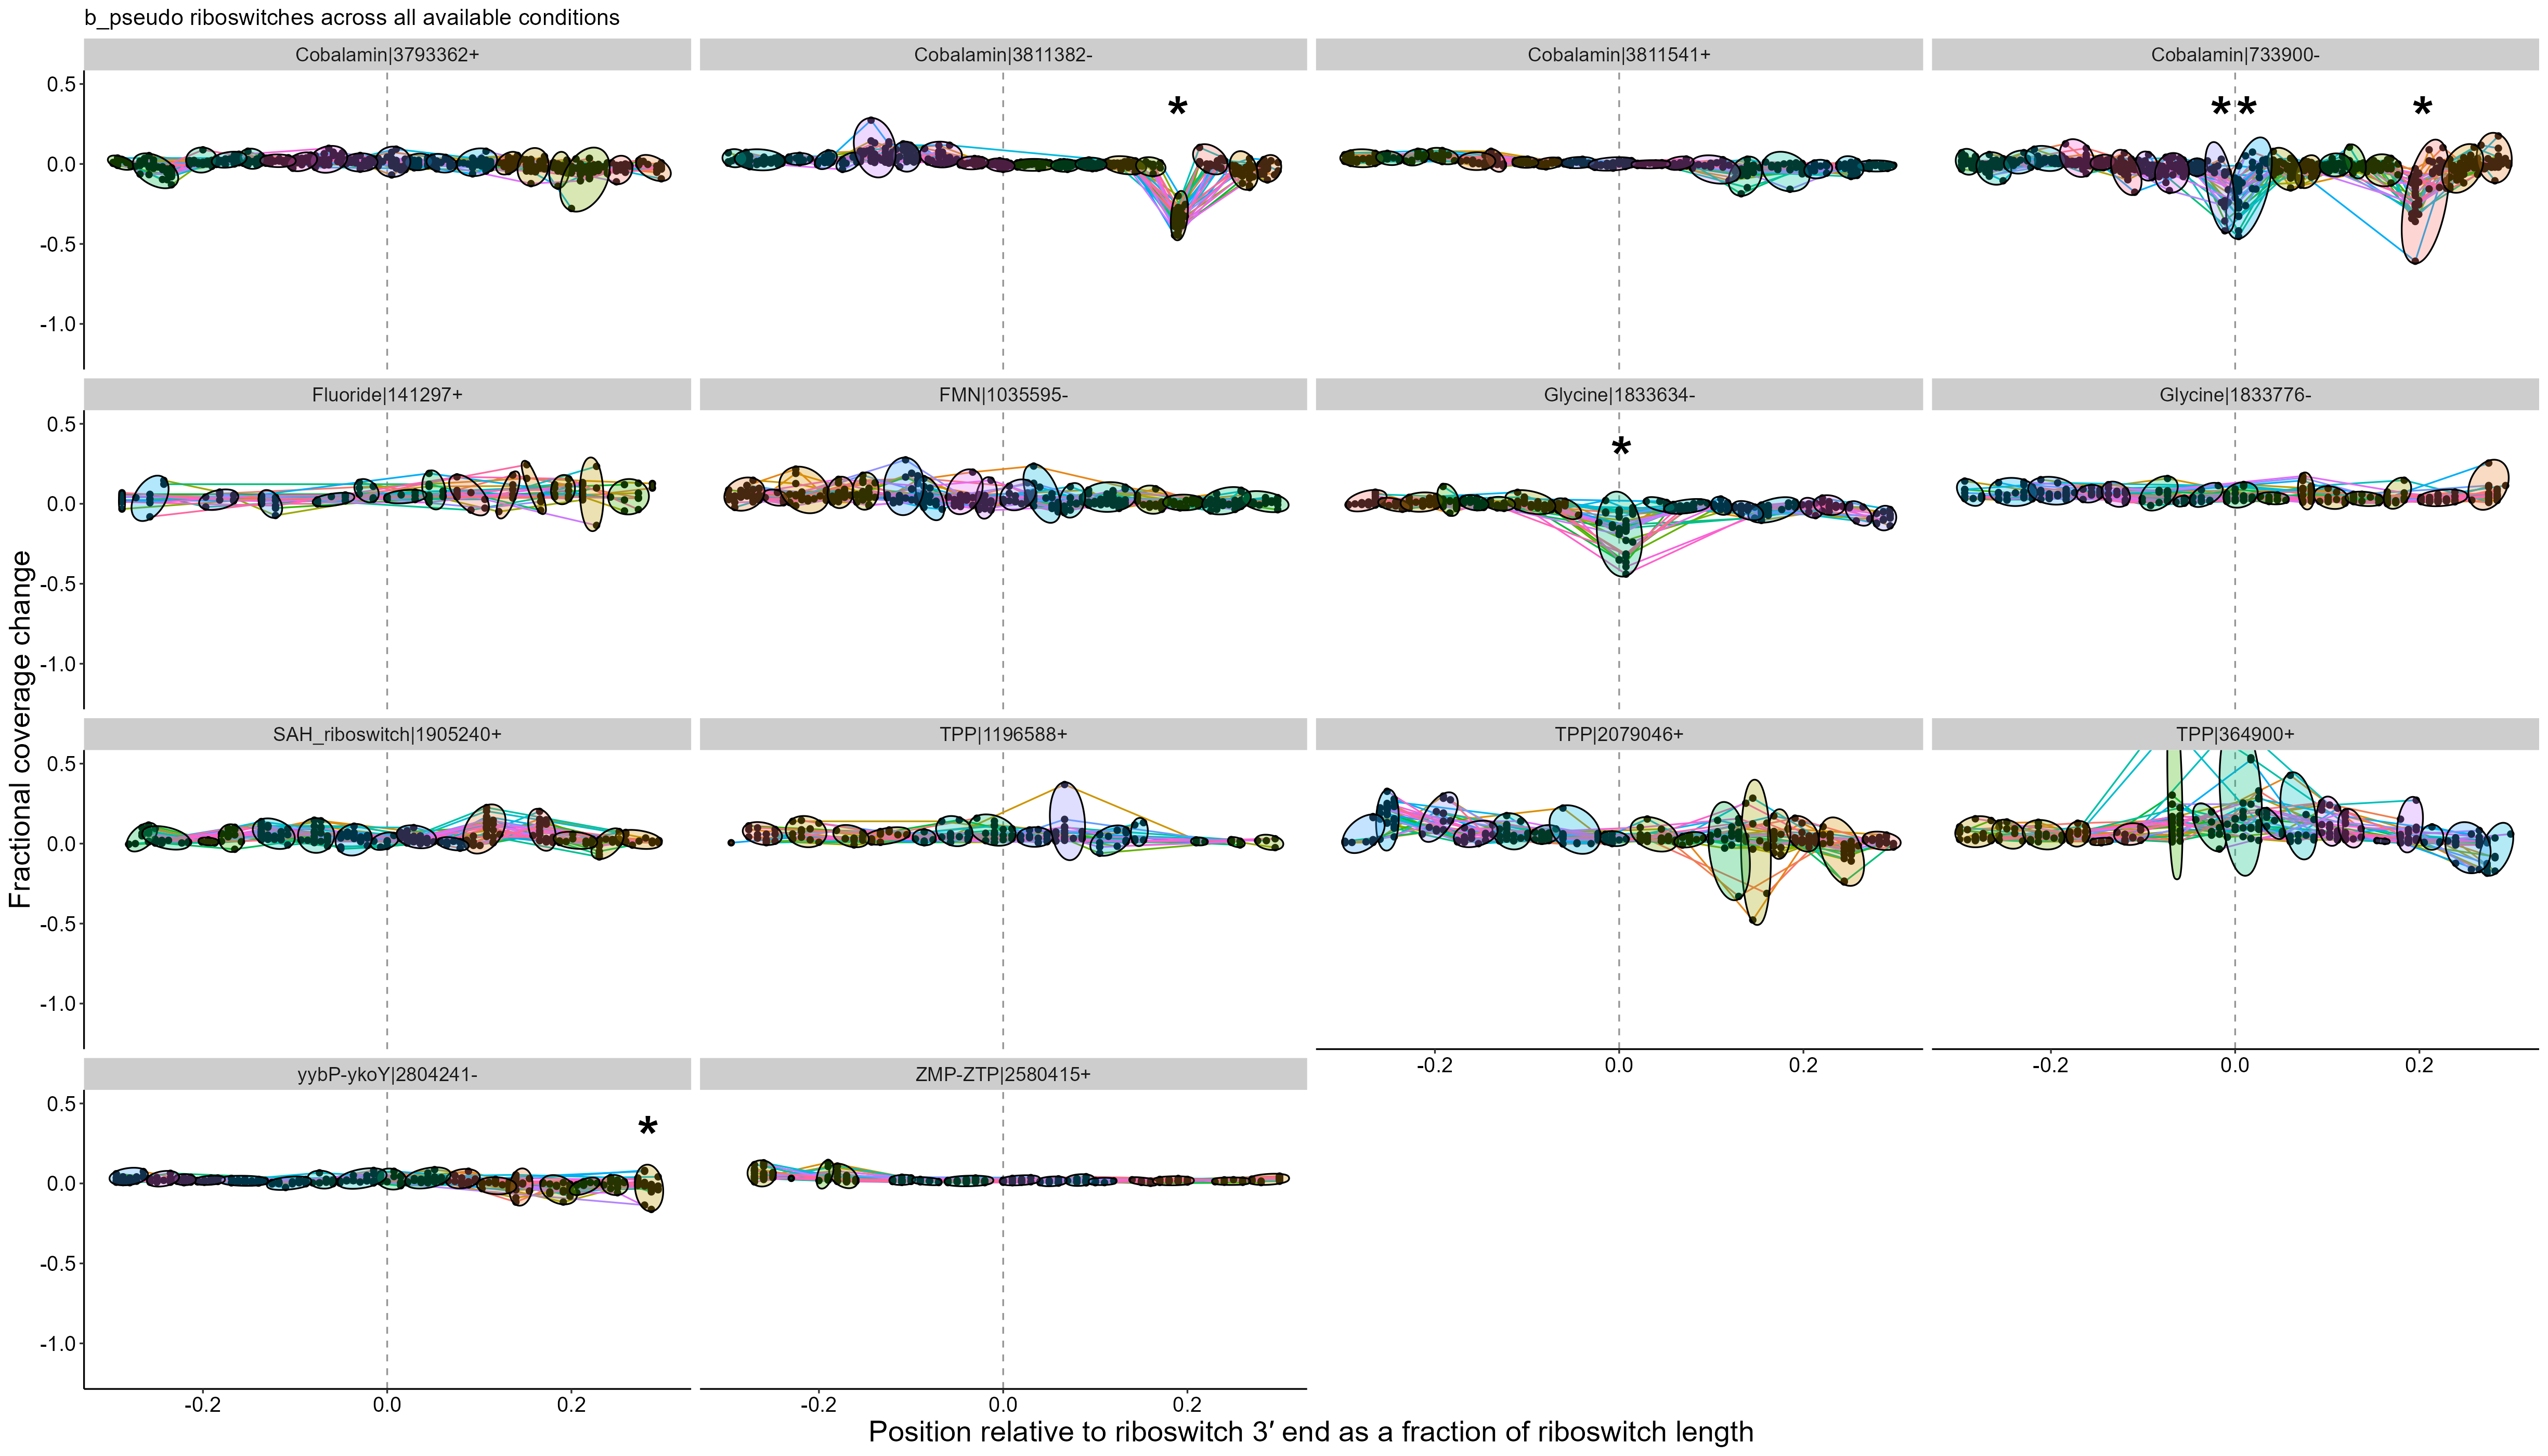 b_pseudo riboswitches across all available conditions
Cobalamin|3793362+
Cobalamin|3811382-
Cobalamin|3811541+
Cobalamin|733900-
0.5
0.0
-0.5
-1.0
*
* *
*
Fluoride|141297+
FMN|1035595-
Glycine|1833634-
Glycine|1833776-
0.5
0.0
-0.5
-1.0
*
SAH_riboswitch|1905240+
TPP|1196588+
TPP|2079046+
TPP|364900+
0.5
0.0
-0.5
-1.0
-0.2 0.0 0.2
-0.2 0.0 0.2
yybP-ykoY|2804241-
ZMP-ZTP|2580415+
0.5
0.0
-0.5
-1.0
*
-0.2 0.0 0.2
-0.2 0.0 0.2
Fractional coverage change
Position relative to riboswitch 3′ end as a fraction of riboswitch length